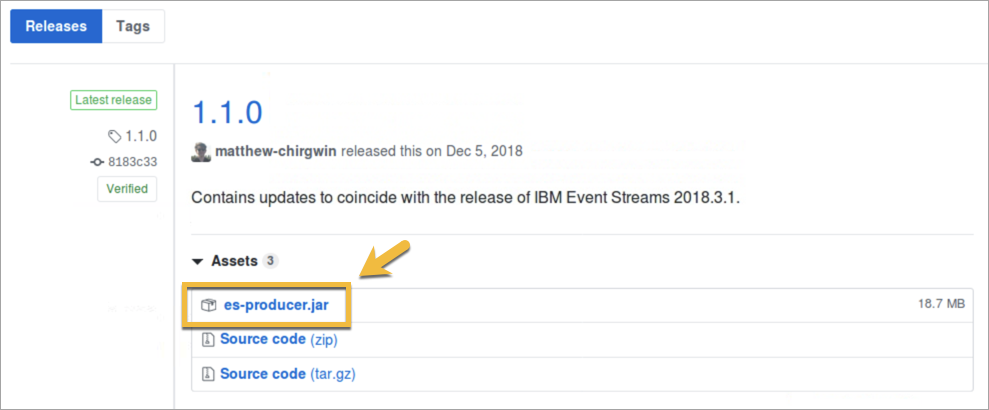 Releases Tags
Latest release
1.1.0
8183c33
Verified
1.1.0
matthew-chirgwin released this on Dec 5, 2018
Contains updates to coincide with the release of IBM Event Streams 2018.3.1.
Assets 3
es-producer.jar 18.7 MB
Source code (zip)
Source code (tar.gz)